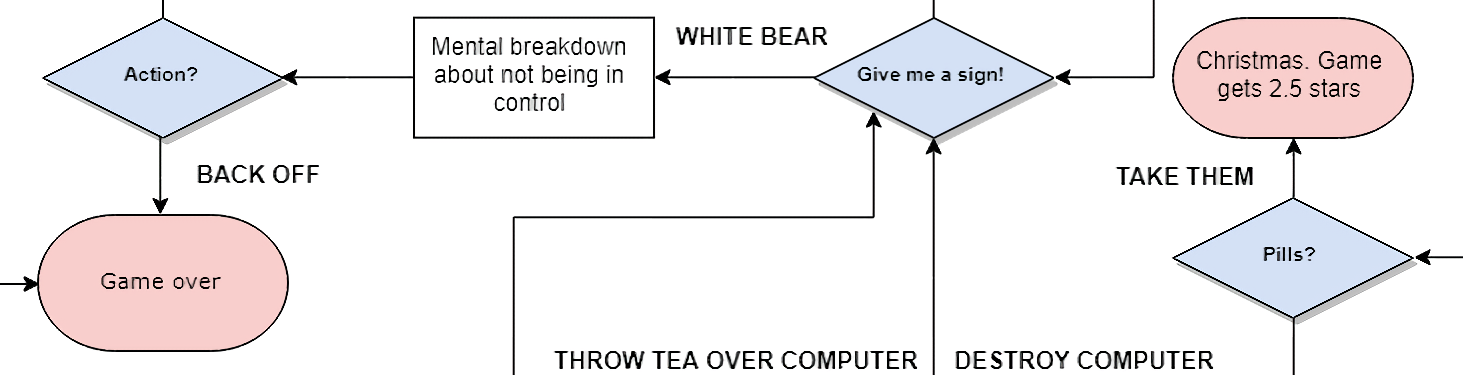 WHITE BEAR
Mental breakdown
about not being in
control
Action?
Give me a sign!
Christmas. Game
gets 2.5 stars
BACK OFF
TAKE THEM
Game over
Pills?
THROW TEA OVER COMPUTER
DESTROY COMPUTER